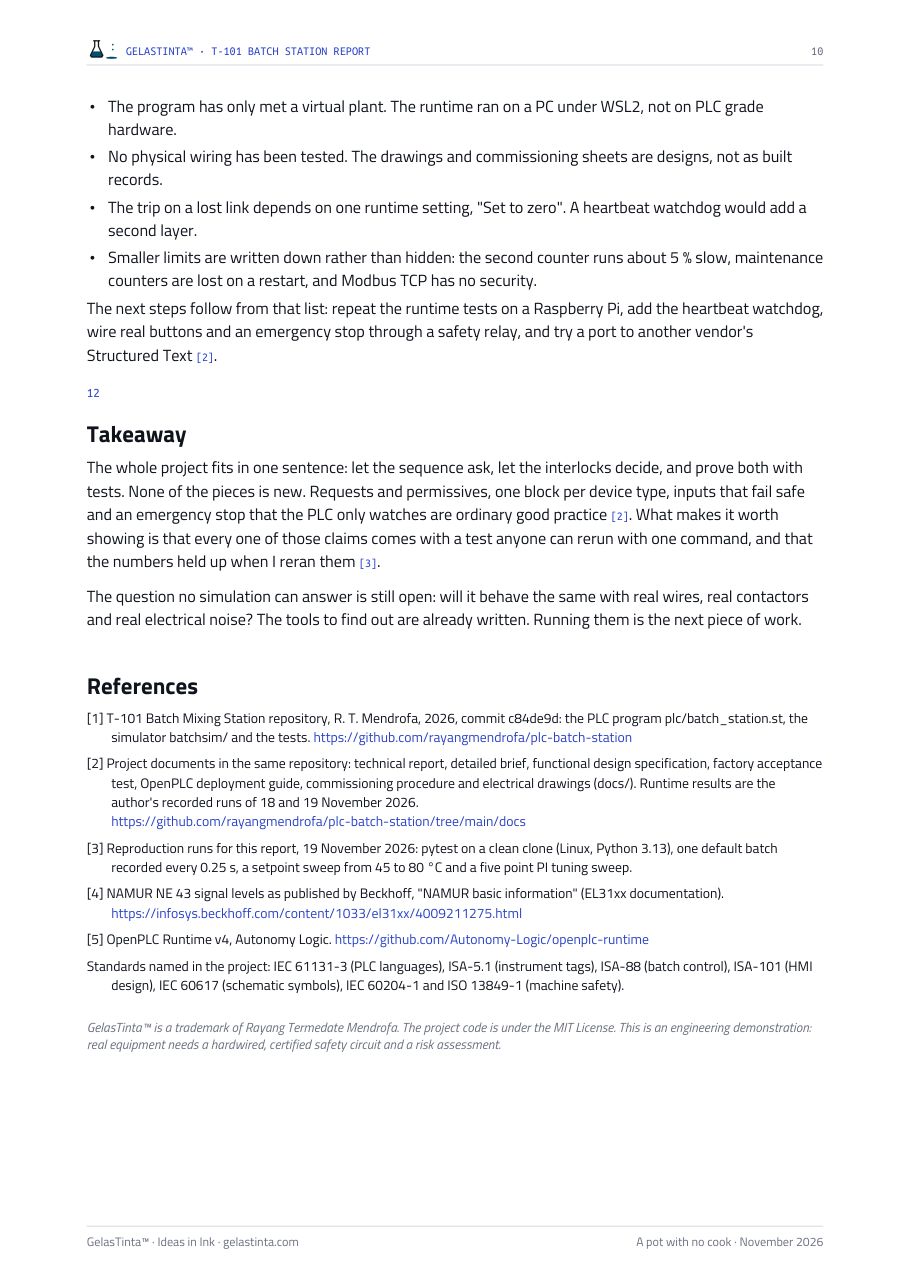 GELASTINTA™ · T-101 BATCH STATION REPORT
10
• The program has only met a virtual plant. The runtime ran on a PC under WSL2, not on PLC grade
hardware.
• No physical wiring has been tested. The drawings and commissioning sheets are designs, not as built
records.
• The trip on a lost link depends on one runtime setting, "Set to zero". A heartbeat watchdog would add a
second layer.
• Smaller limits are written down rather than hidden: the second counter runs about 5 % slow, maintenance
counters are lost on a restart, and Modbus TCP has no security.
The next steps follow from that list: repeat the runtime tests on a Raspberry Pi, add the heartbeat watchdog,
wire real buttons and an emergency stop through a safety relay, and try a port to another vendor's
Structured Text [2].
12
Takeaway
The whole project fits in one sentence: let the sequence ask, let the interlocks decide, and prove both with
tests. None of the pieces is new. Requests and permissives, one block per device type, inputs that fail safe
and an emergency stop that the PLC only watches are ordinary good practice [2]. What makes it worth
showing is that every one of those claims comes with a test anyone can rerun with one command, and that
the numbers held up when I reran them [3].
The question no simulation can answer is still open: will it behave the same with real wires, real contactors
and real electrical noise? The tools to find out are already written. Running them is the next piece of work.
References
[1] T-101 Batch Mixing Station repository, R. T. Mendrofa, 2026, commit c84de9d: the PLC program plc/batch_station.st, the
simulator batchsim/ and the tests. https://github.com/rayangmendrofa/plc-batch-station
[2] Project documents in the same repository: technical report, detailed brief, functional design specification, factory acceptance
test, OpenPLC deployment guide, commissioning procedure and electrical drawings (docs/). Runtime results are the
author's recorded runs of 18 and 19 November 2026.
https://github.com/rayangmendrofa/plc-batch-station/tree/main/docs
[3] Reproduction runs for this report, 19 November 2026: pytest on a clean clone (Linux, Python 3.13), one default batch
recorded every 0.25 s, a setpoint sweep from 45 to 80 °C and a five point PI tuning sweep.
[4] NAMUR NE 43 signal levels as published by Beckhoff, "NAMUR basic information" (EL31xx documentation).
https://infosys.beckhoff.com/content/1033/el31xx/4009211275.html
[5] OpenPLC Runtime v4, Autonomy Logic. https://github.com/Autonomy-Logic/openplc-runtime
Standards named in the project: IEC 61131-3 (PLC languages), ISA-5.1 (instrument tags), ISA-88 (batch control), ISA-101 (HMI
design), IEC 60617 (schematic symbols), IEC 60204-1 and ISO 13849-1 (machine safety).
GelasTinta™ is a trademark of Rayang Termedate Mendrofa. The project code is under the MIT License. This is an engineering demonstration:
real equipment needs a hardwired, certified safety circuit and a risk assessment.
GelasTinta™ · Ideas in Ink · gelastinta.com
A pot with no cook · November 2026